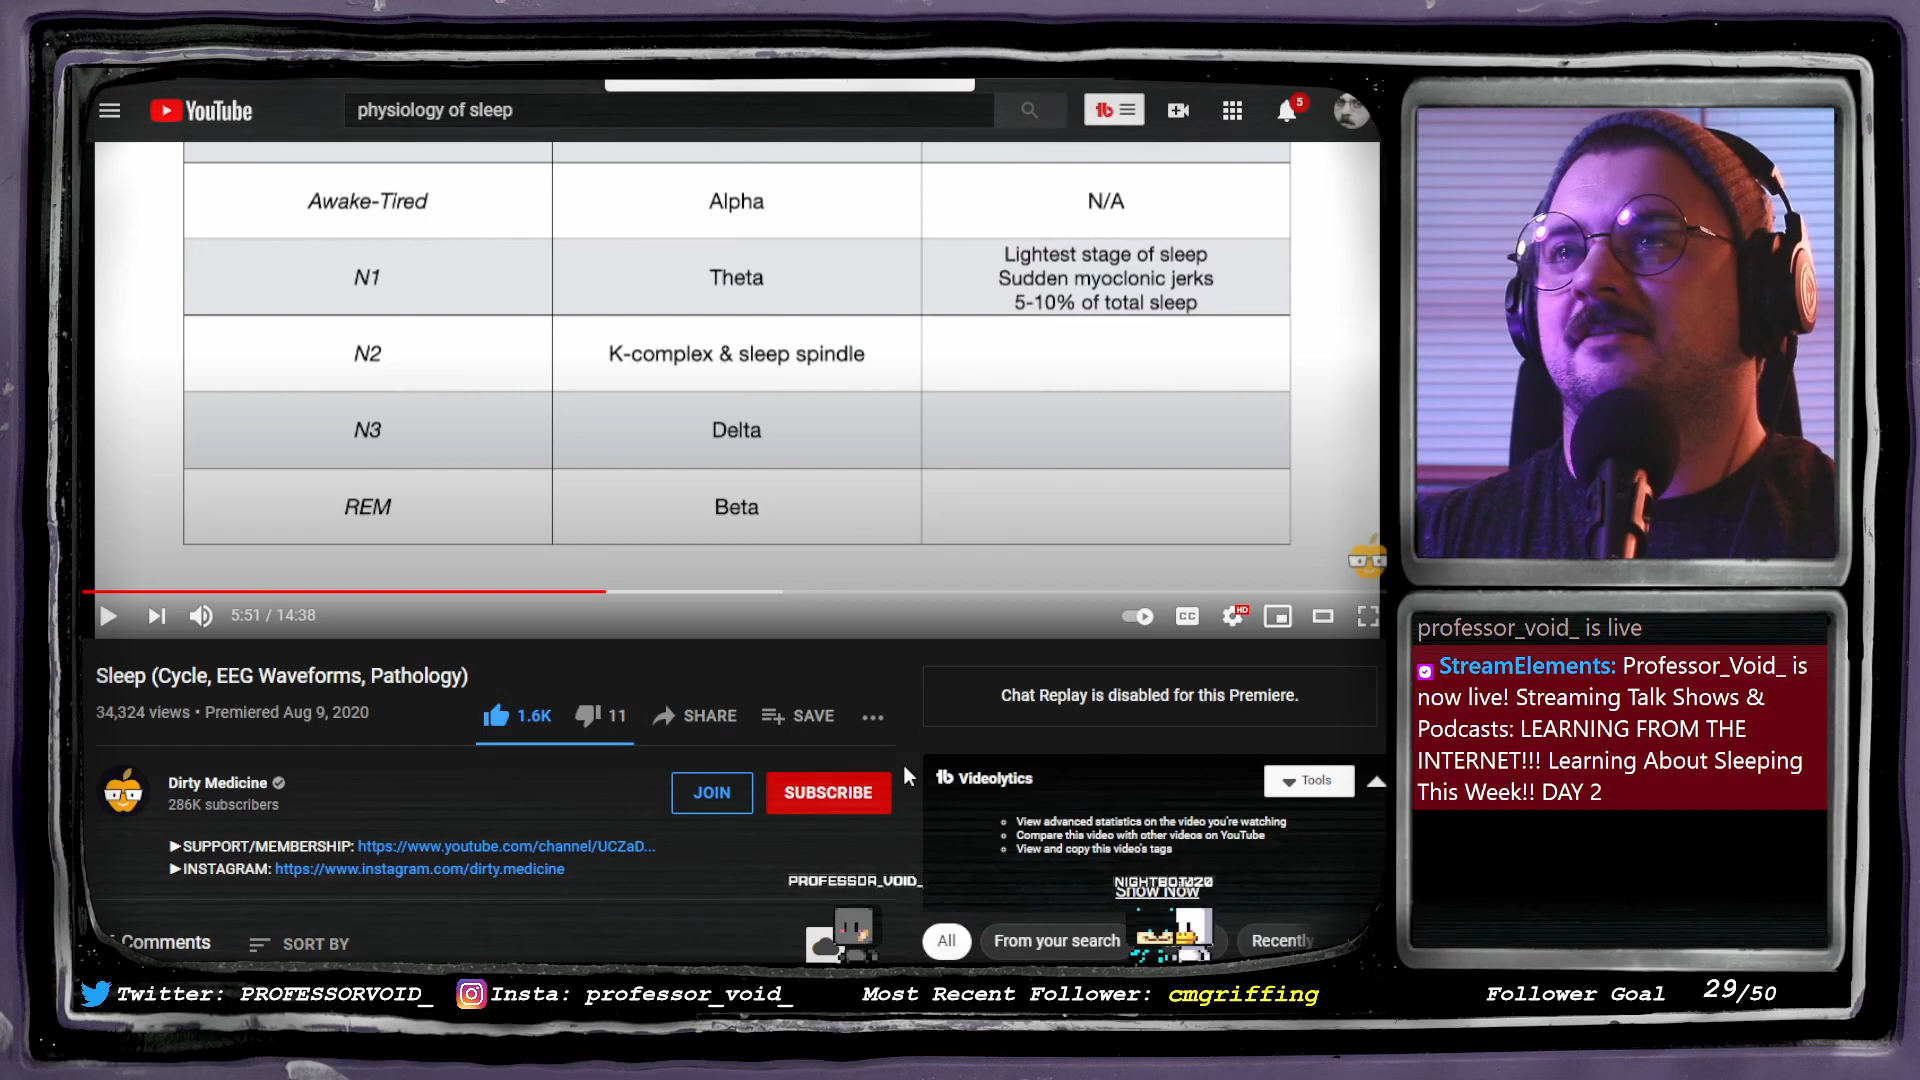 YouTube
physiology of sleep
5
Awake-Tired Alpha N/A
N1 Theta Lightest stage of sleep
Sudden myoclonic jerks
5-10% of total sleep
N2 K-complex & sleep spindle
N3 Delta
REM Beta
5:51 / 14:38
CC
HD
Sleep (Cycle, EEG Waveforms, Pathology)
34,324 views • Premiered Aug 9, 2020
1.6K 11 SHARE SAVE
Chat Replay is disabled for this Premiere.
Dirty Medicine
286K subscribers
JOIN SUBSCRIBE
►SUPPORT/MEMBERSHIP: https://www.youtube.com/channel/UCZaD...
►INSTAGRAM: https://www.instagram.com/dirty.medicine
Videolytics
Tools
View advanced statistics on the video you're watching
Compare this video with other videos on YouTube
View and copy this video's tags
Show Now
PROFESSOR_VOID_
Comments SORT BY
All From your search Recently
professor_void_ is live
StreamElements: Professor_Void_ is
now live! Streaming Talk Shows &
Podcasts: LEARNING FROM THE
INTERNET!!! Learning About Sleeping
This Week!! DAY 2
Twitter: PROFESSORVOID_ Insta: professor_void_ Most Recent Follower: cmgriffing Follower Goal 29/50